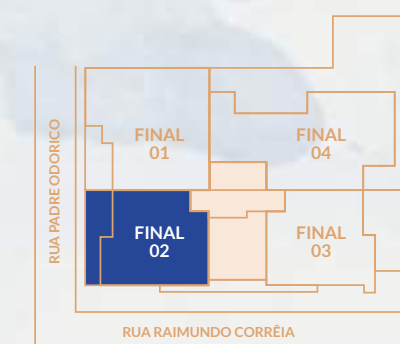 RUA PADRE ODORICO
FINAL
01
FINAL
04
FINAL
02
FINAL
03
RUA RAIMUNDO CORRÊIA